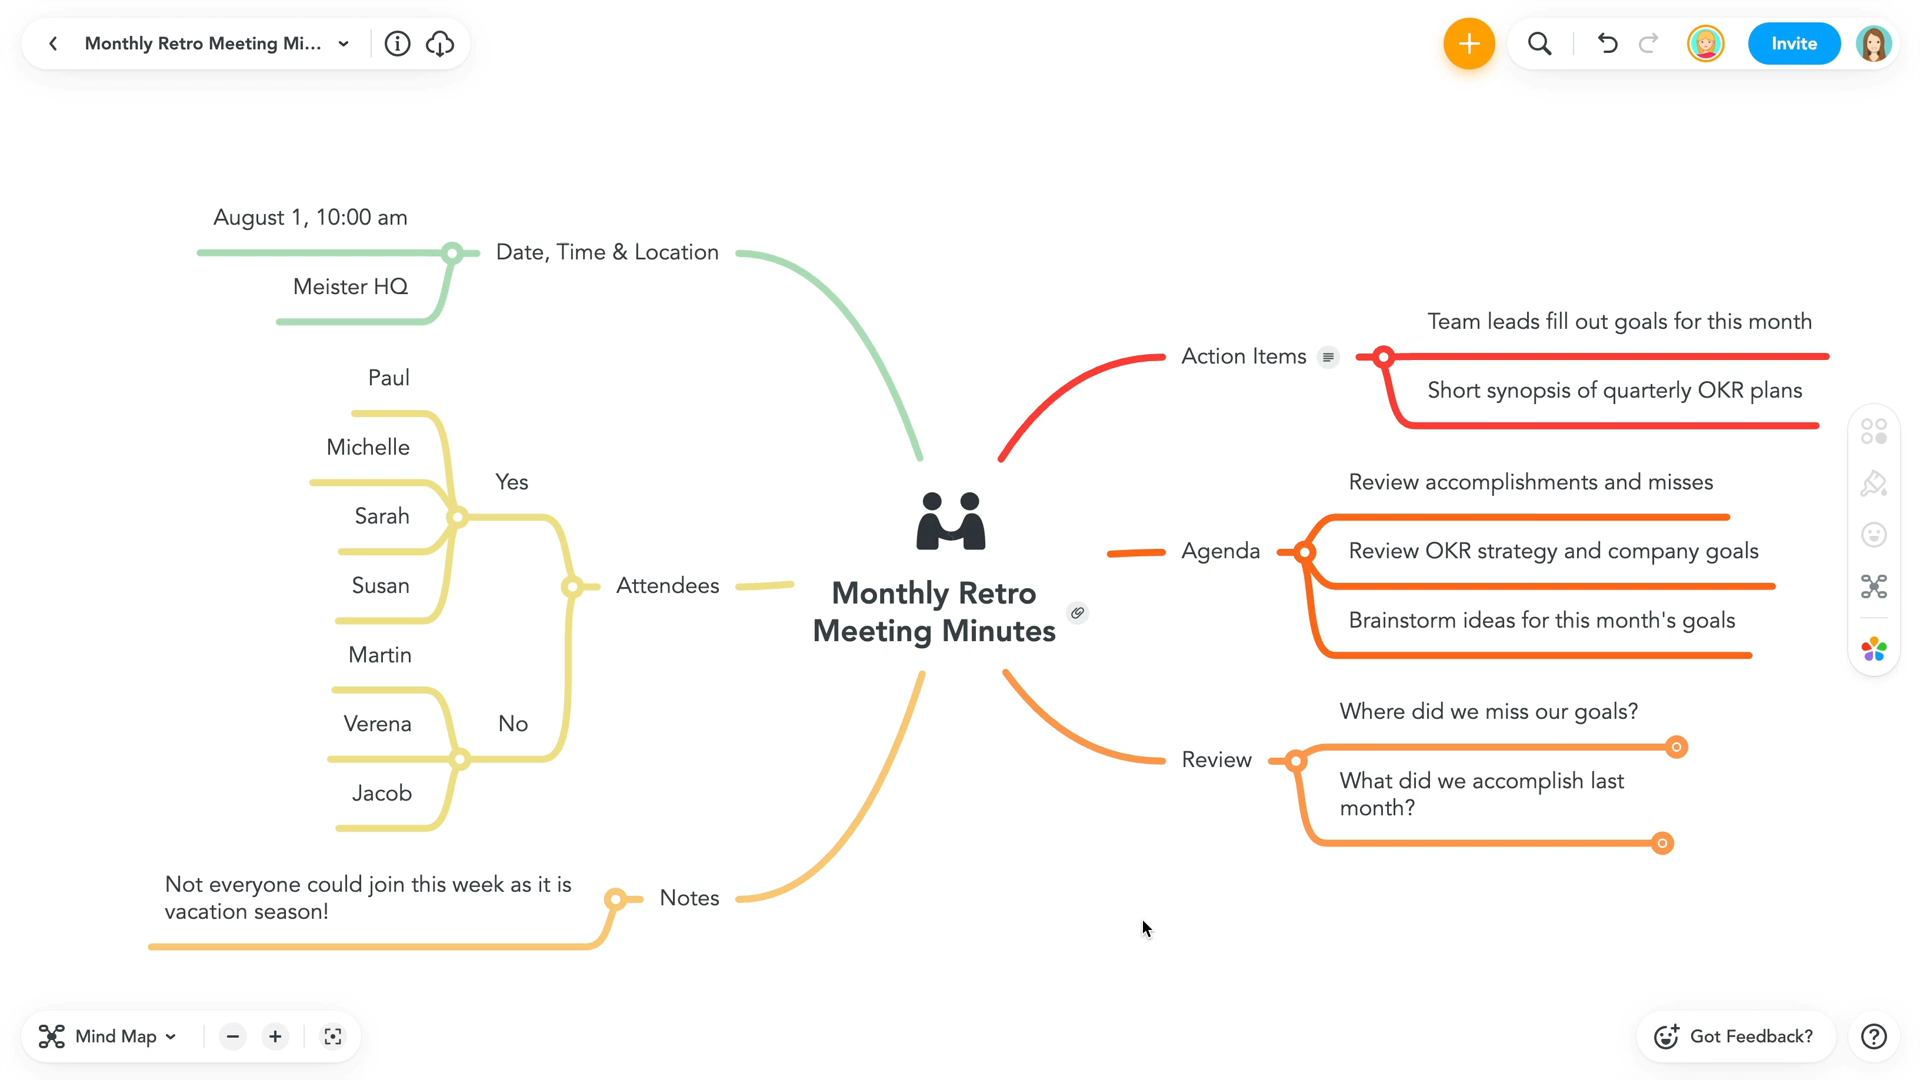 Monthly Retro Meeting Mi...
Invite
August 1, 10:00 am
Meister HQ
Date, Time & Location
Paul
Michelle
Sarah
Susan
Yes
Martin
Verena
Jacob
No
Attendees
Not everyone could join this week as it is
vacation season!
Notes
Monthly Retro
Meeting Minutes
Action Items
Team leads fill out goals for this month
Short synopsis of quarterly OKR plans
Agenda
Review accomplishments and misses
Review OKR strategy and company goals
Brainstorm ideas for this month's goals
Review
Where did we miss our goals?
What did we accomplish last
month?
Mind Map
Got Feedback?